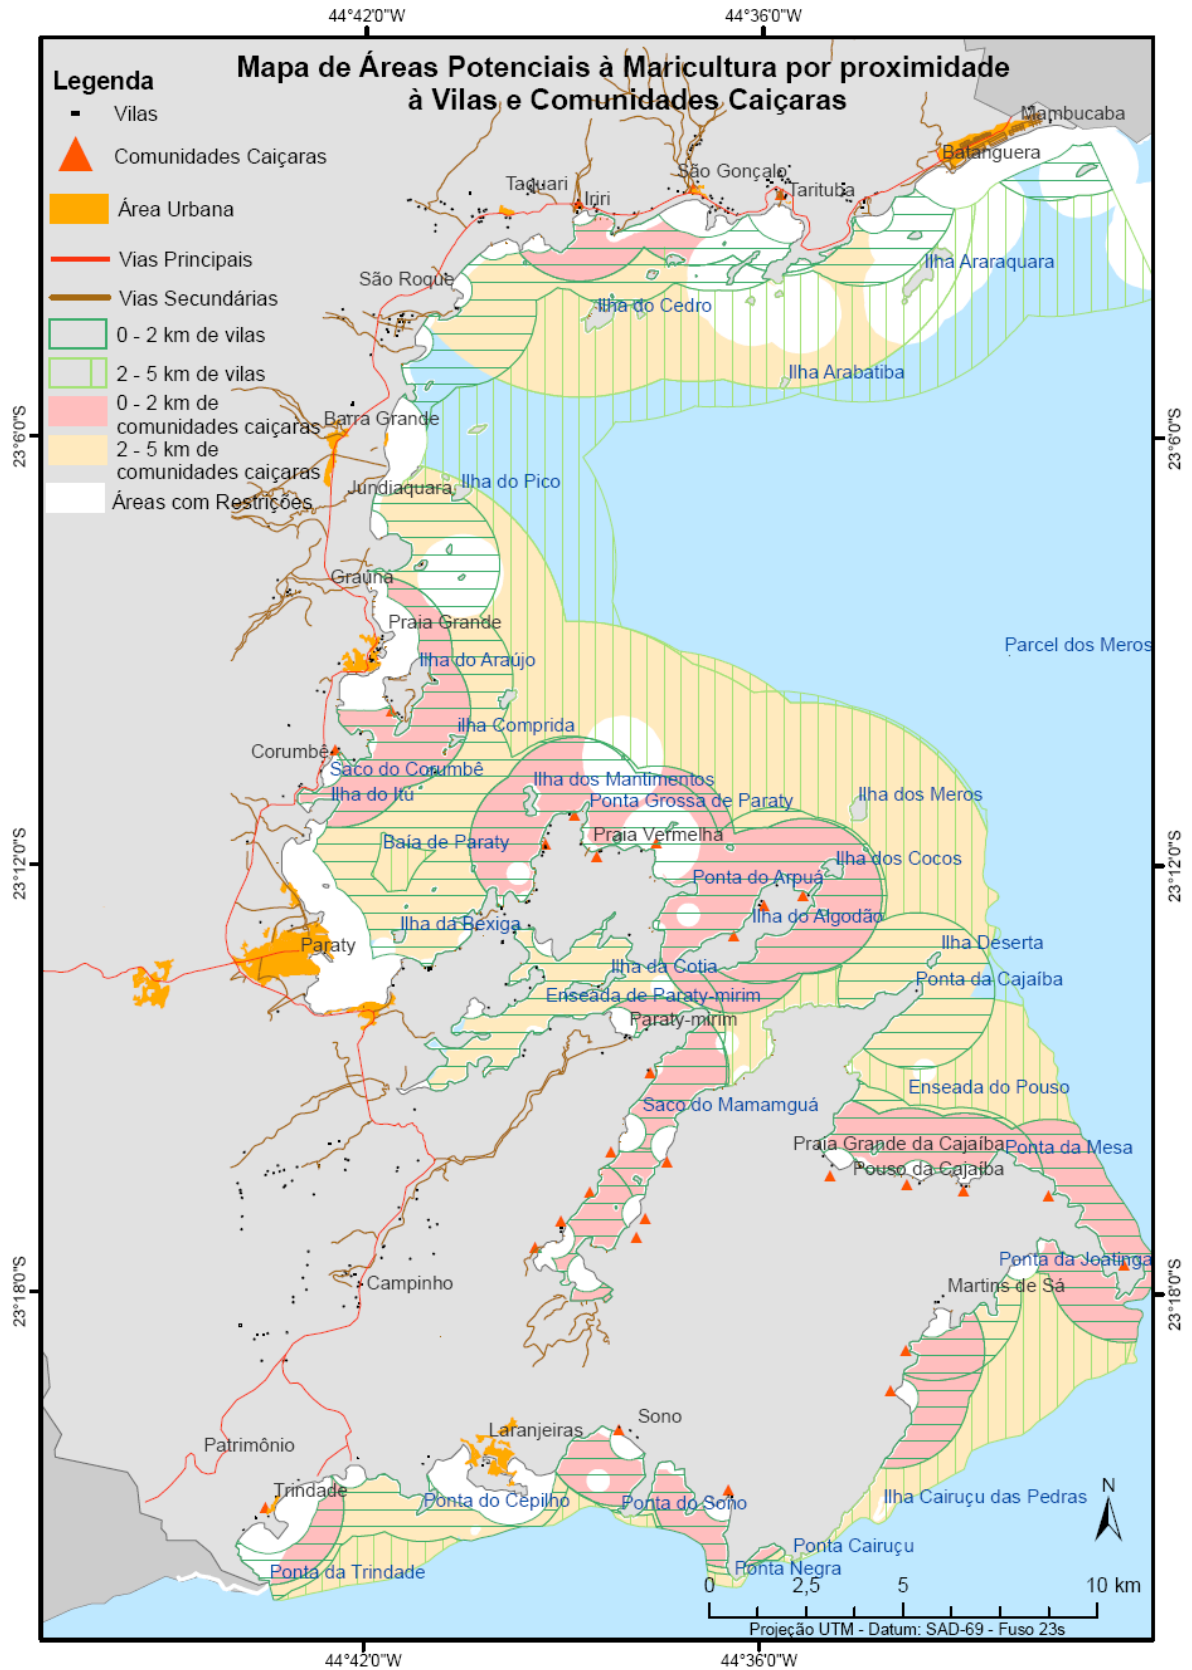 44°42'0"W
44°36'0"W
Mapa de Áreas Potenciais à Maricultura por proximidade
à Vilas e Comunidades Caiçaras
Legenda
Vilas
Comunidades Caiçaras
Área Urbana
Vias Principais
Vias Secundárias
0 - 2 km de vilas
2 - 5 km de vilas
0 - 2 km de
comunidades caiçaras
2 - 5 km de
comunidades caiçaras
Áreas com Restrições
Mambucaba
Batanguera
São Gonçalo
Taquari
Iriri
Tarituba
Ilha Araraquara
São Roque
Ilha do Cedro
Ilha Arabatiba
Barra Grande
23°6'0"S
23°6'0"S
Jundiaquara
Ilha do Pico
Graúna
Praia Grande
Parcel dos Meros
Ilha do Araújo
ilha Comprida
Corumbê
Saco do Corumbê
Ilha dos Mantimentos
Ilha do Itú
Ponta Grossa de Paraty
Ilha dos Meros
Praia Vermelha
Baía de Paraty
23°12'0"S
23°12'0"S
Ilha dos Cocos
Ponta do Arpuá
Ilha do Algodão
Ilha da Bexiga
Paraty
Ilha Deserta
Ilha da Cotia
Ponta da Cajaíba
Enseada de Paraty-mirim
Paraty-mirim
Enseada do Pouso
Saco do Mamamguá
Praia Grande da Cajaíba
Ponta da Mesa
Pouso da Cajaíba
Ponta da Joatinga
Campinho
Martins de Sá
23°18'0"S
23°18'0"S
Sono
Laranjeiras
Patrimônio
Trindade
Ponta do Cepilho
Ponta do Sono
Ilha Cairuçu das Pedras
N
Ponta Cairuçu
Ponta Negra
Ponta da Trindade
0 2,5 5 10 km
Projeção UTM - Datum: SAD-69 - Fuso 23s
44°42'0"W
44°36'0"W